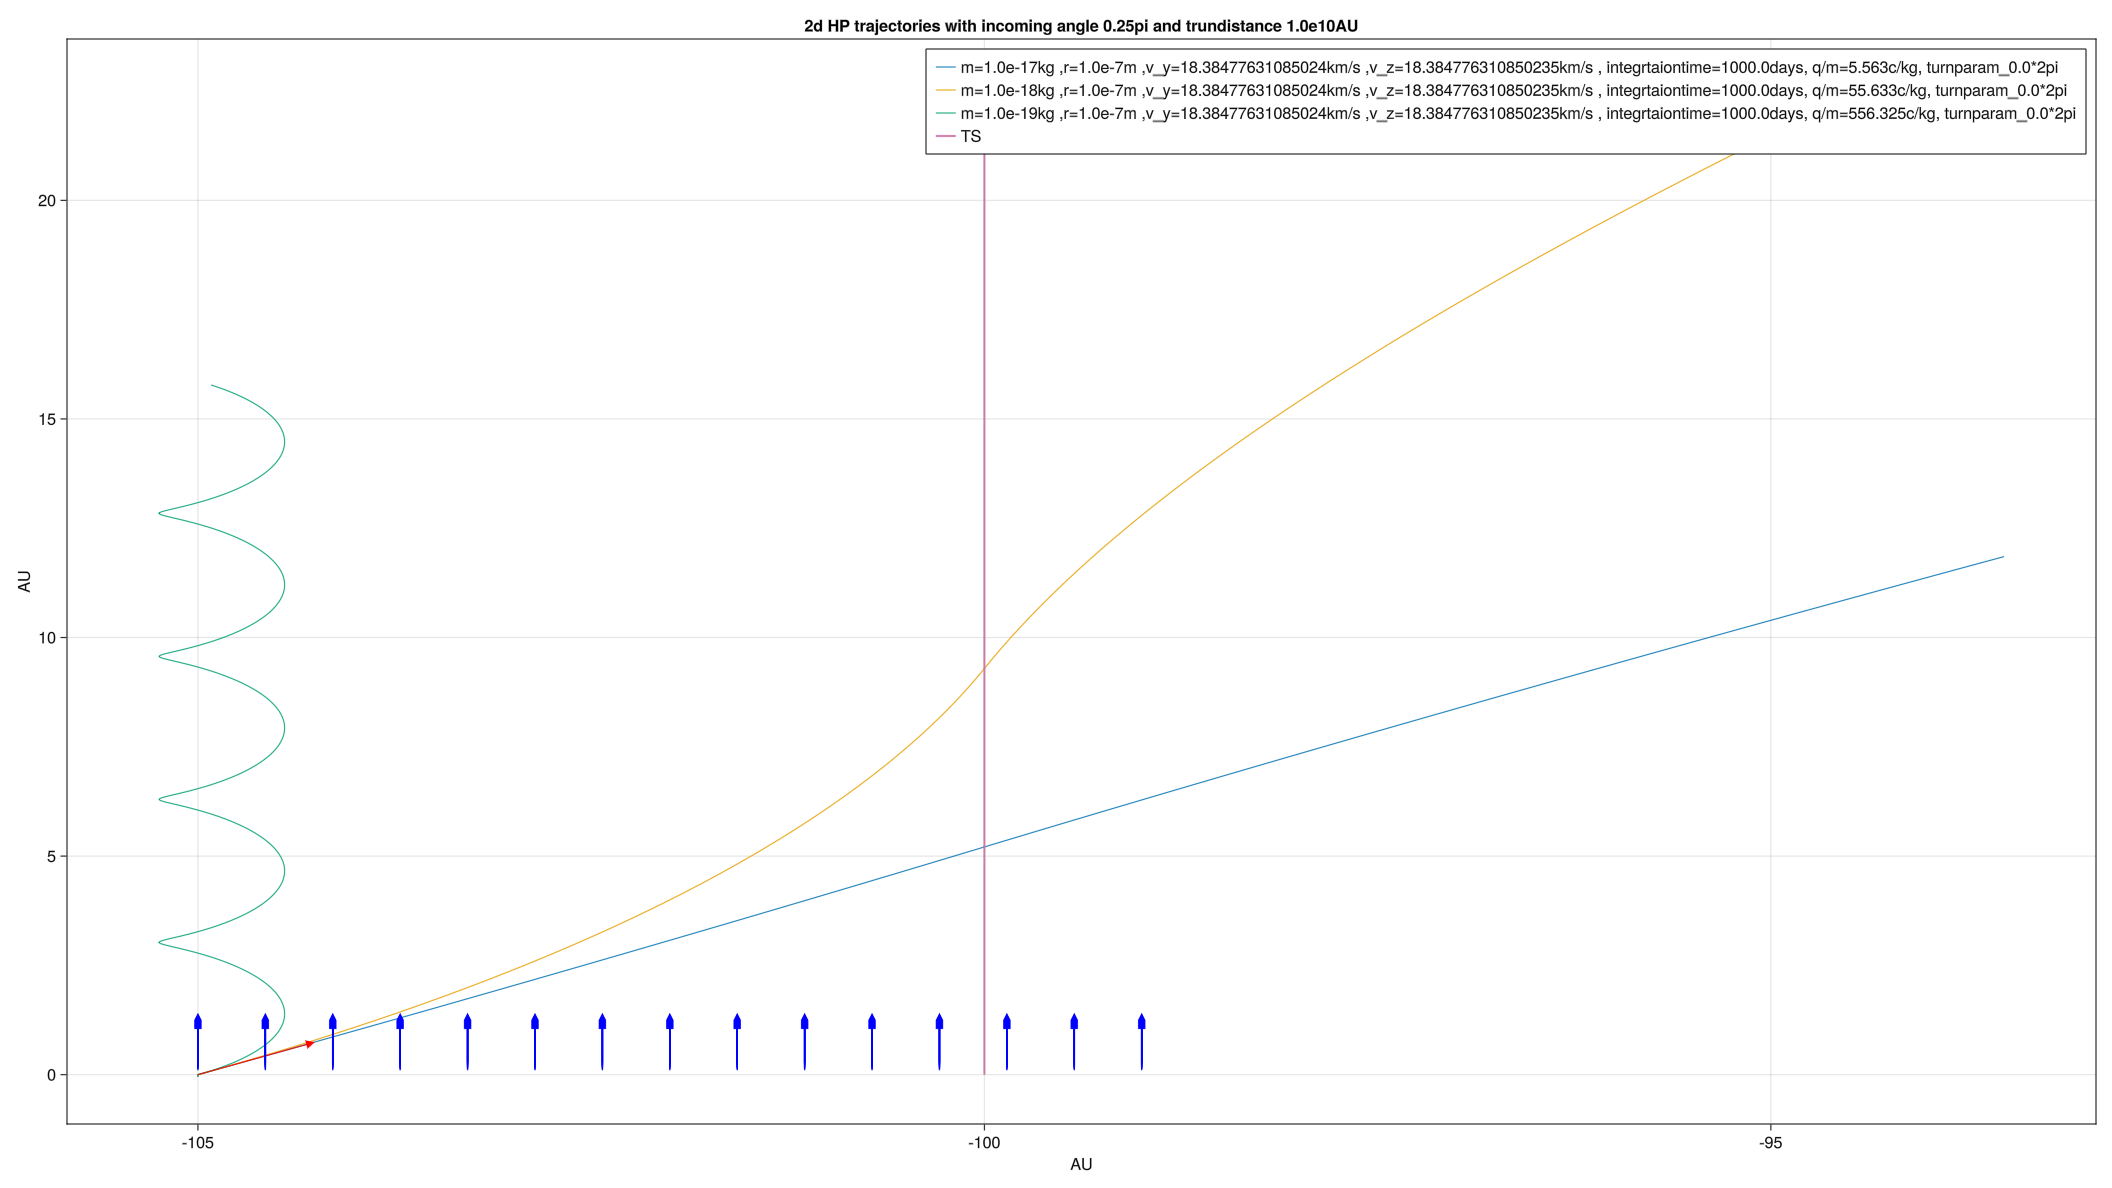 2d HP trajectories with incoming angle 0.25pi and trundistance 1.0e10AU
m=1.0e-17kg ,r=1.0e-7m ,v_y=18.38477631085024km/s ,v_z=18.384776310850235km/s , integrtaiontime=1000.0days, q/m=5.563c/kg, turnparam_0.0*2pi
m=1.0e-18kg ,r=1.0e-7m ,v_y=18.38477631085024km/s ,v_z=18.384776310850235km/s , integrtaiontime=1000.0days, q/m=55.633c/kg, turnparam_0.0*2pi
m=1.0e-19kg ,r=1.0e-7m ,v_y=18.38477631085024km/s ,v_z=18.384776310850235km/s , integrtaiontime=1000.0days, q/m=556.325c/kg, turnparam_0.0*2pi
TS
20
15
10
5
0
AU
-105
-100
-95
AU